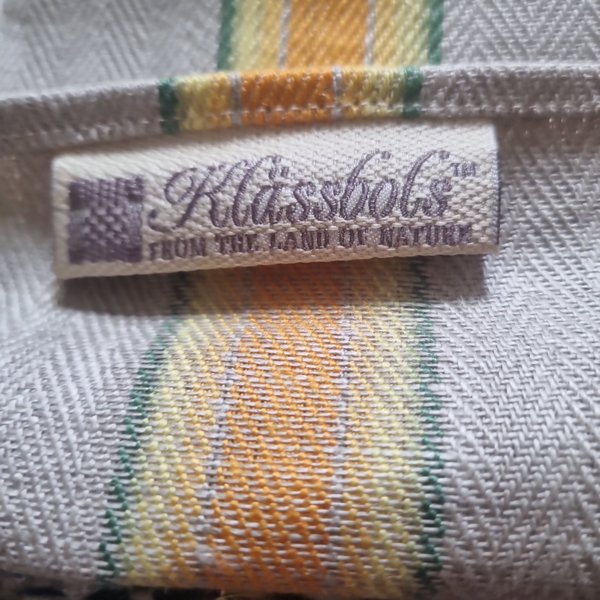 Klässbols™
FROM THE LAND OF NATURE